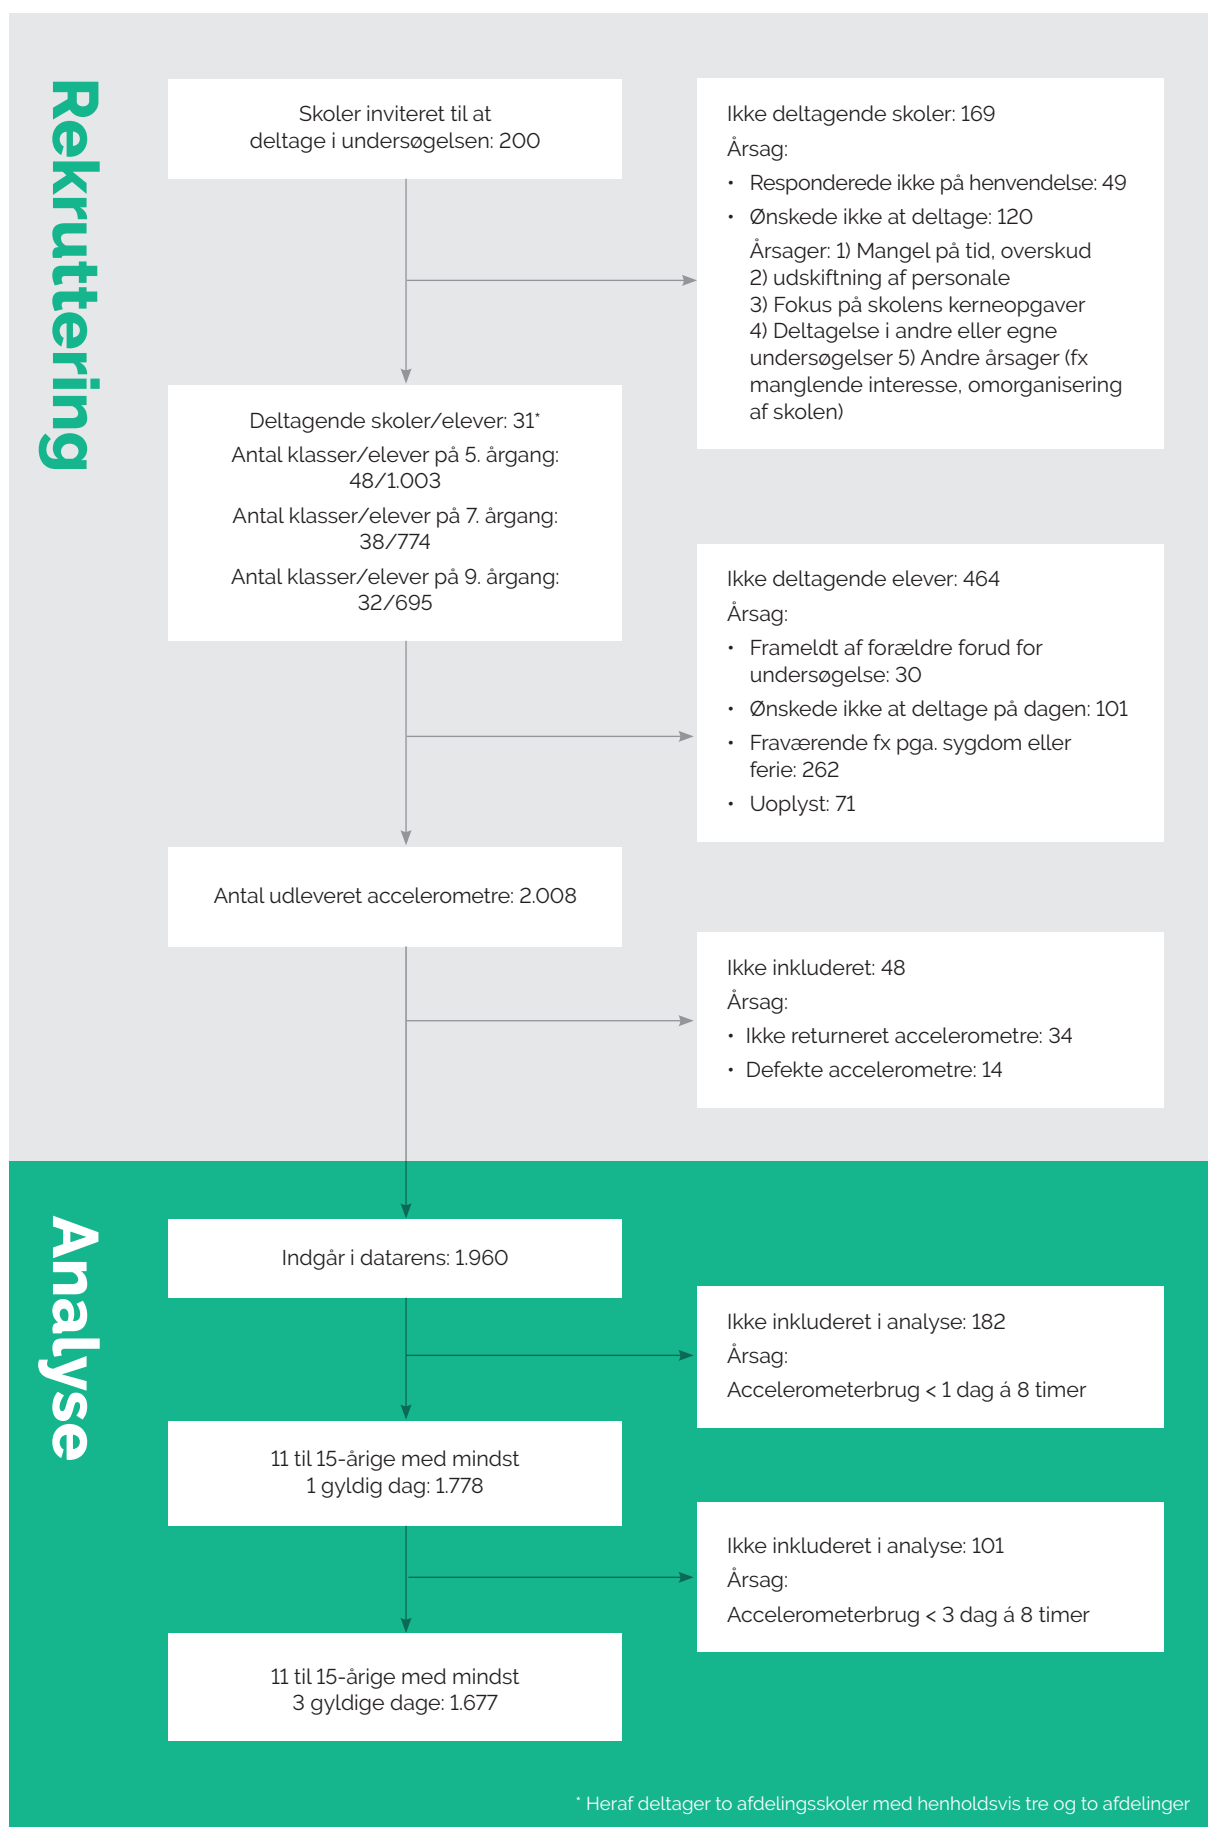 Rekruttering
Skoler inviteret til at
deltage i undersøgelsen: 200
Ikke deltagende skoler: 169
Årsag:
• Responderede ikke på henvendelse: 49
• Ønskede ikke at deltage: 120
Årsager: 1) Mangel på tid, overskud
2) udskiftning af personale
3) Fokus på skolens kerneopgaver
4) Deltagelse i andre eller egne
undersøgelser 5) Andre årsager (fx
manglende interesse, omorganisering
af skolen)
Deltagende skoler/elever: 31*
Antal klasser/elever på 5. årgang:
48/1.003
Antal klasser/elever på 7. årgang:
38/774
Antal klasser/elever på 9. årgang:
32/695
Ikke deltagende elever: 464
Årsag:
• Frameldt af forældre forud for
undersøgelse: 30
• Ønskede ikke at deltage på dagen: 101
• Fraværende fx pga. sygdom eller
ferie: 262
• Uoplyst: 71
Antal udleveret accelerometre: 2.008
Ikke inkluderet: 48
Årsag:
• Ikke returneret accelerometre: 34
• Defekte accelerometre: 14
Analyse
Indgår i datarens: 1.960
Ikke inkluderet i analyse: 182
Årsag:
Accelerometerbrug < 1 dag á 8 timer
11 til 15-årige med mindst
1 gyldig dag: 1.778
Ikke inkluderet i analyse: 101
Årsag:
Accelerometerbrug < 3 dag á 8 timer
11 til 15-årige med mindst
3 gyldige dage: 1.677
* Heraf deltager to afdelingsskoler med henholdsvis tre og to afdelinger